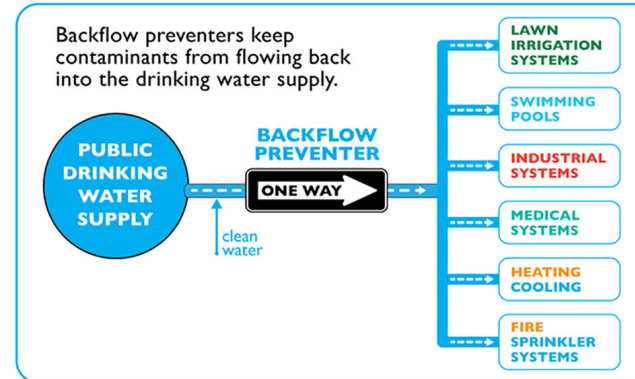 Backflow preventers keep
contaminants from flowing back
into the drinking water supply.
PUBLIC
DRINKING
WATER
SUPPLY
clean
water
BACKFLOW
PREVENTER
ONE WAY
LAWN
IRRIGATION
SYSTEMS
SWIMMING
POOLS
INDUSTRIAL
SYSTEMS
MEDICAL
SYSTEMS
HEATING
COOLING
FIRE
SPRINKLER
SYSTEMS